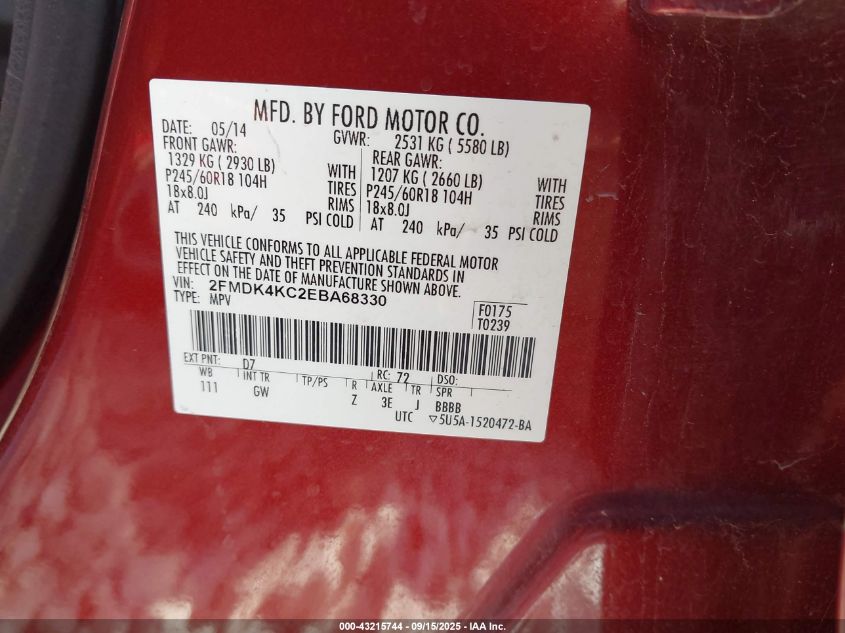 MFD. BY FORD MOTOR CO.
DATE: 05/14 GVWR: 2531 KG ( 5580 LB)
FRONT GAWR: REAR GAWR:
1329 KG ( 2930 LB) WITH 1207 KG ( 2660 LB) WITH
P245/60R18 104H TIRES P245/60R18 104H TIRES
18x8.0J RIMS 18x8.0J RIMS
AT 240 kPa/ 35 PSI COLD AT 240 kPa/ 35 PSI COLD
THIS VEHICLE CONFORMS TO ALL APPLICABLE FEDERAL MOTOR
VEHICLE SAFETY AND THEFT PREVENTION STANDARDS IN
EFFECT ON THE DATE OF MANUFACTURE SHOWN ABOVE.
VIN: 2FMDK4KC2EBA68330
TYPE: MPV F0175
T0239
EXT PNT: D7 RC: 72 DSO:
WB INT TR TP/PS R AXLE TR SPR
111 GW Z 3E J BBBB
UTC ▽5U5A-1520472-BA
000-43215744 - 09/15/2025 - IAA Inc.